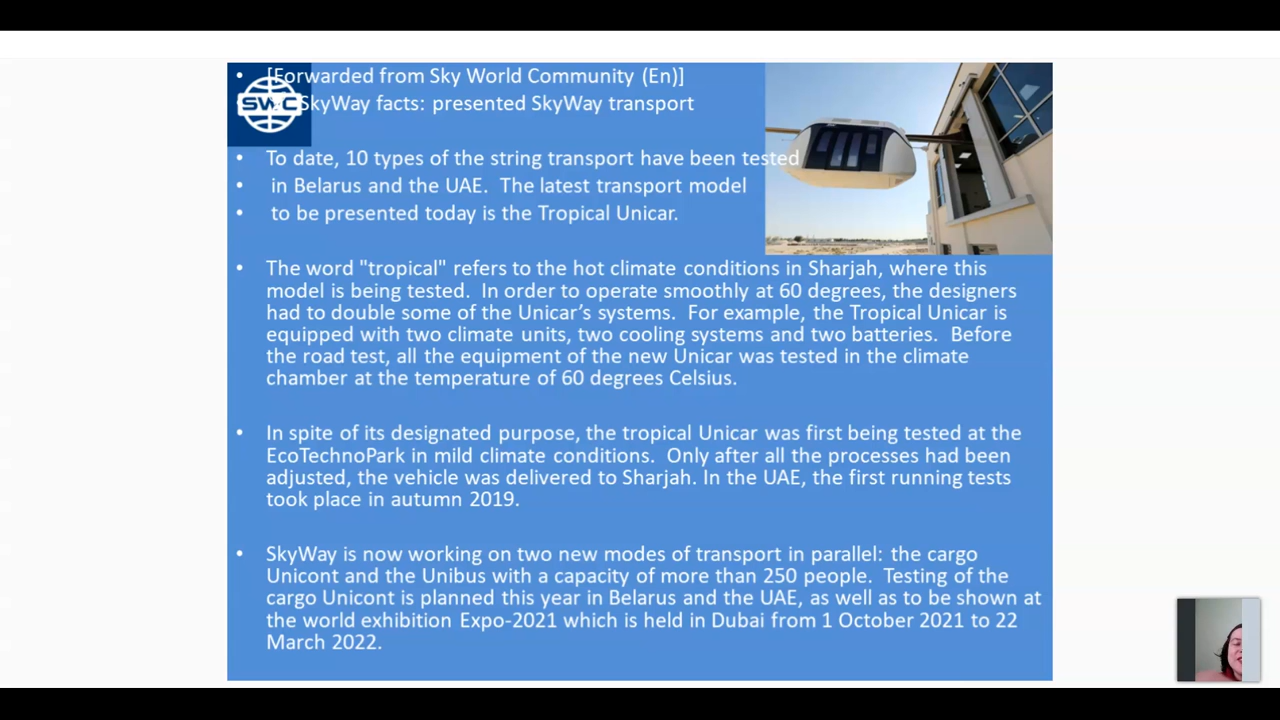 [Forwarded from Sky World Community (En)]
SWC
SkyWay facts: presented SkyWay transport
To date, 10 types of the string transport have been tested
in Belarus and the UAE.  The latest transport model
to be presented today is the Tropical Unicar.
The word "tropical" refers to the hot climate conditions in Sharjah, where this
model is being tested.  In order to operate smoothly at 60 degrees, the designers
had to double some of the Unicar’s systems.  For example, the Tropical Unicar is
equipped with two climate units, two cooling systems and two batteries.  Before
the road test, all the equipment of the new Unicar was tested in the climate
chamber at the temperature of 60 degrees Celsius.
In spite of its designated purpose, the tropical Unicar was first being tested at the
EcoTechnoPark in mild climate conditions.  Only after all the processes had been
adjusted, the vehicle was delivered to Sharjah. In the UAE, the first running tests
took place in autumn 2019.
SkyWay is now working on two new modes of transport in parallel: the cargo
Unicont and the Unibus with a capacity of more than 250 people.  Testing of the
cargo Unicont is planned this year in Belarus and the UAE, as well as to be shown at
the world exhibition Expo-2021 which is held in Dubai from 1 October 2021 to 22
March 2022.